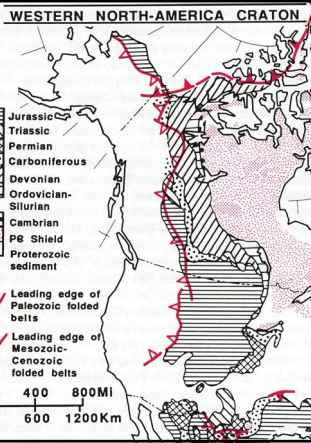 WESTERN NORTH-AMERICA CRATON
Jurassic
Triassic
Permian
Carboniferous
Devonian
Ordovician-
Silurian
Cambrian
P€ Shield
Proterozoic
sediment
Leading edge of
Paleozoic folded
belts
Leading edge of
Mesozoic-
Cenozoic
folded belts
400 800Mi
600 1200Km